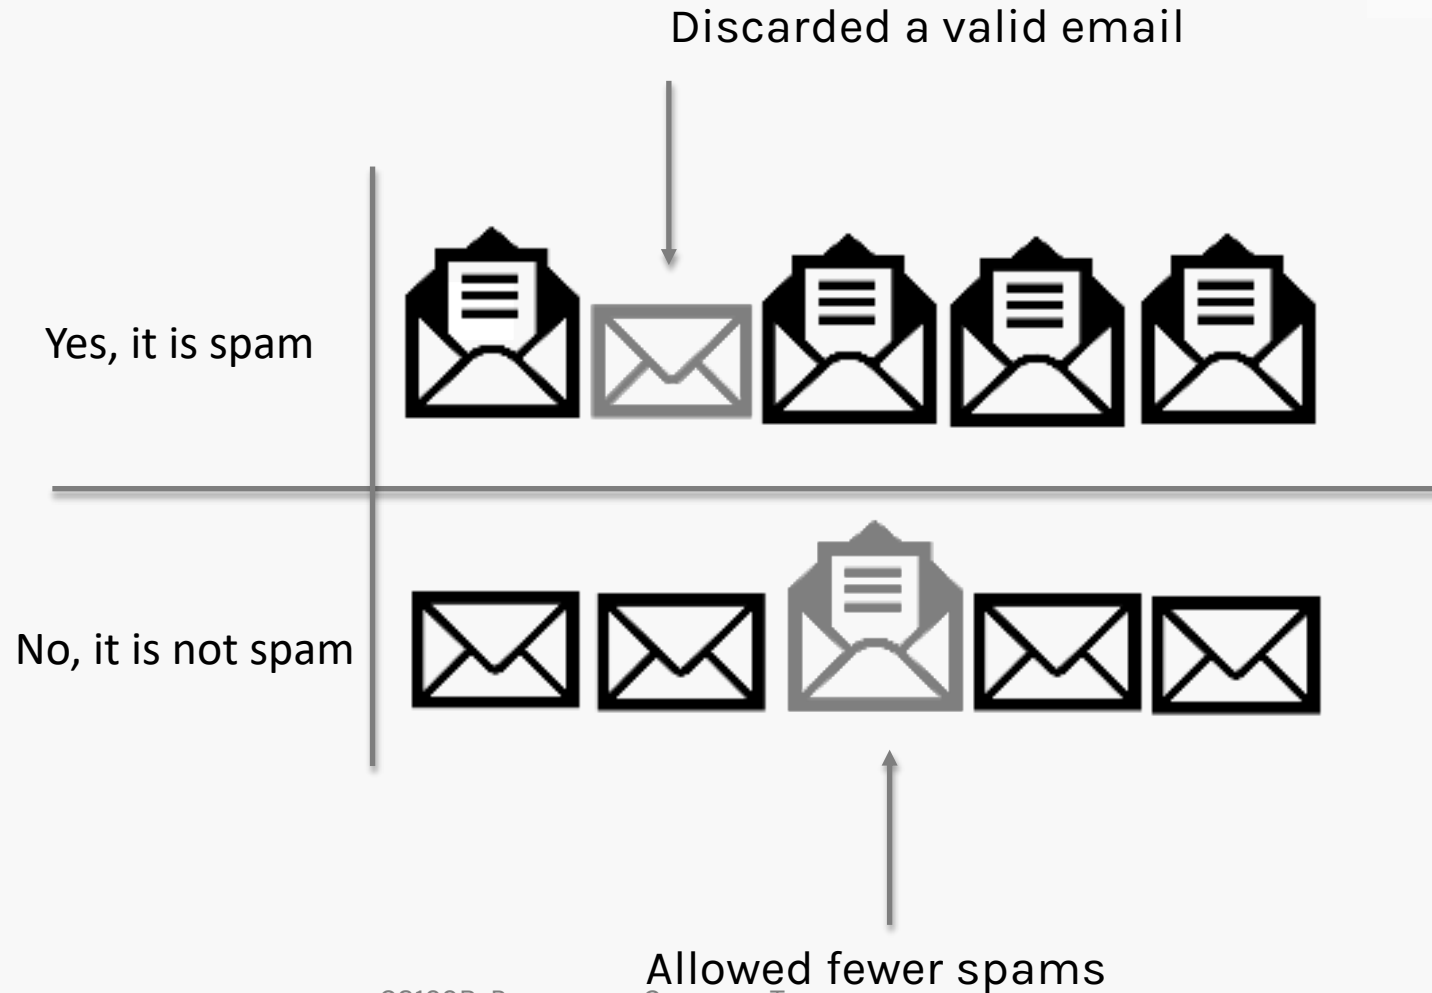 Discarded a valid email
Yes, it is spam
No, it is not spam
Allowed fewer spams